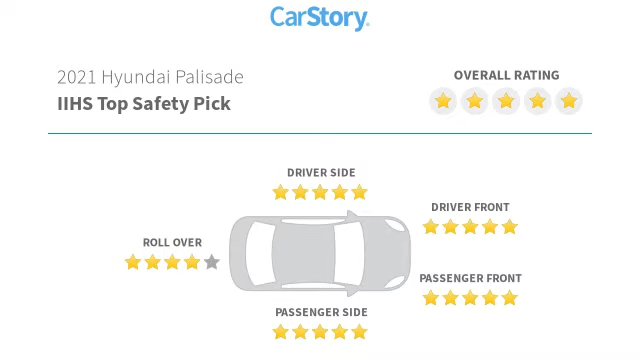 CarStory®
2021 Hyundai Palisade
IIHS Top Safety Pick
OVERALL RATING
DRIVER SIDE
DRIVER FRONT
ROLL OVER
PASSENGER FRONT
PASSENGER SIDE